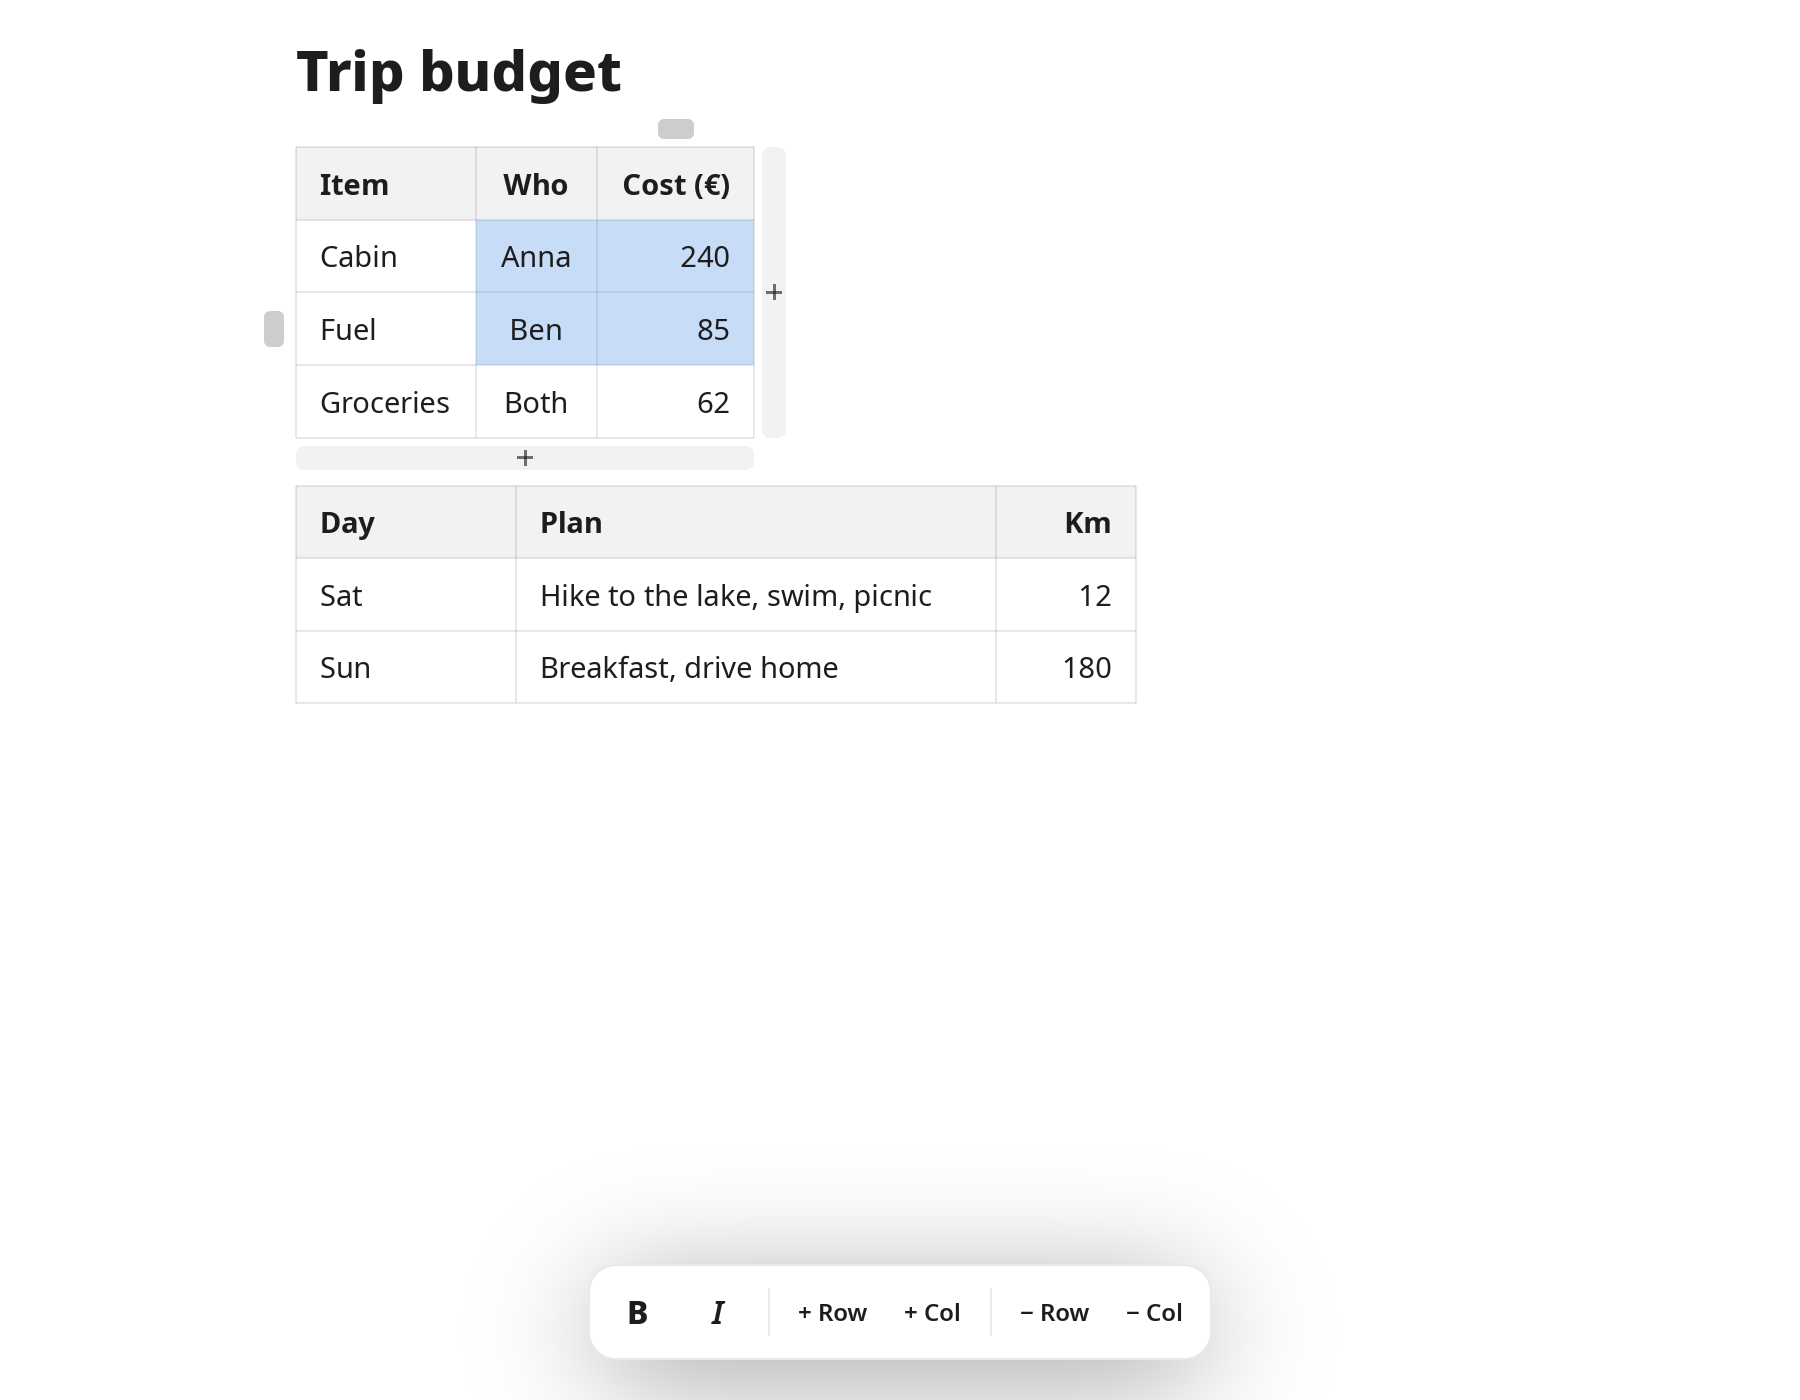 Trip budget
Item Who Cost (€)
Cabin Anna 240
Fuel Ben 85
Groceries Both 62
Day Plan Km
Sat Hike to the lake, swim, picnic 12
Sun Breakfast, drive home 180
B I + Row + Col − Row − Col